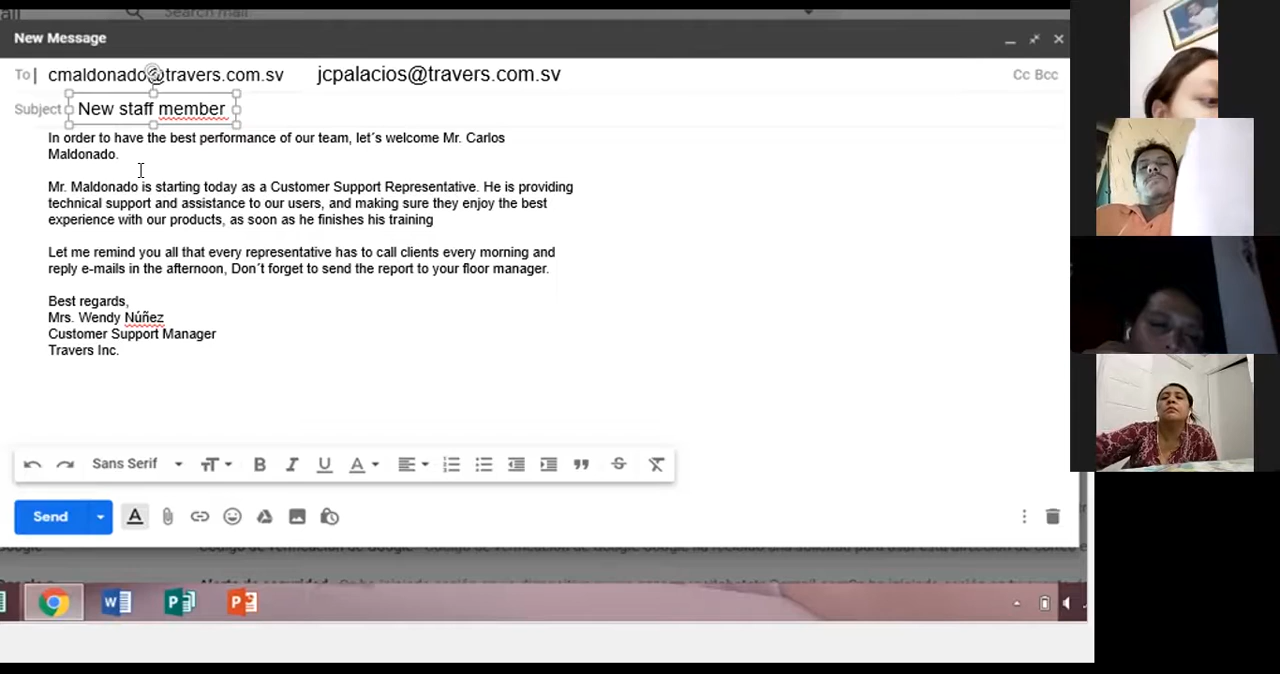 Search mail
New Message
To cmaldonado@travers.com.sv jcpalacios@travers.com.sv Cc Bcc
Subject New staff member
In order to have the best performance of our team, let´s welcome Mr. Carlos
Maldonado.
Mr. Maldonado is starting today as a Customer Support Representative. He is providing
technical support and assistance to our users, and making sure they enjoy the best
experience with our products, as soon as he finishes his training
Let me remind you all that every representative has to call clients every morning and
reply e-mails in the afternoon, Don´t forget to send the report to your floor manager.
Best regards,
Mrs. Wendy Núñez
Customer Support Manager
Travers Inc.
Sans Serif
Send